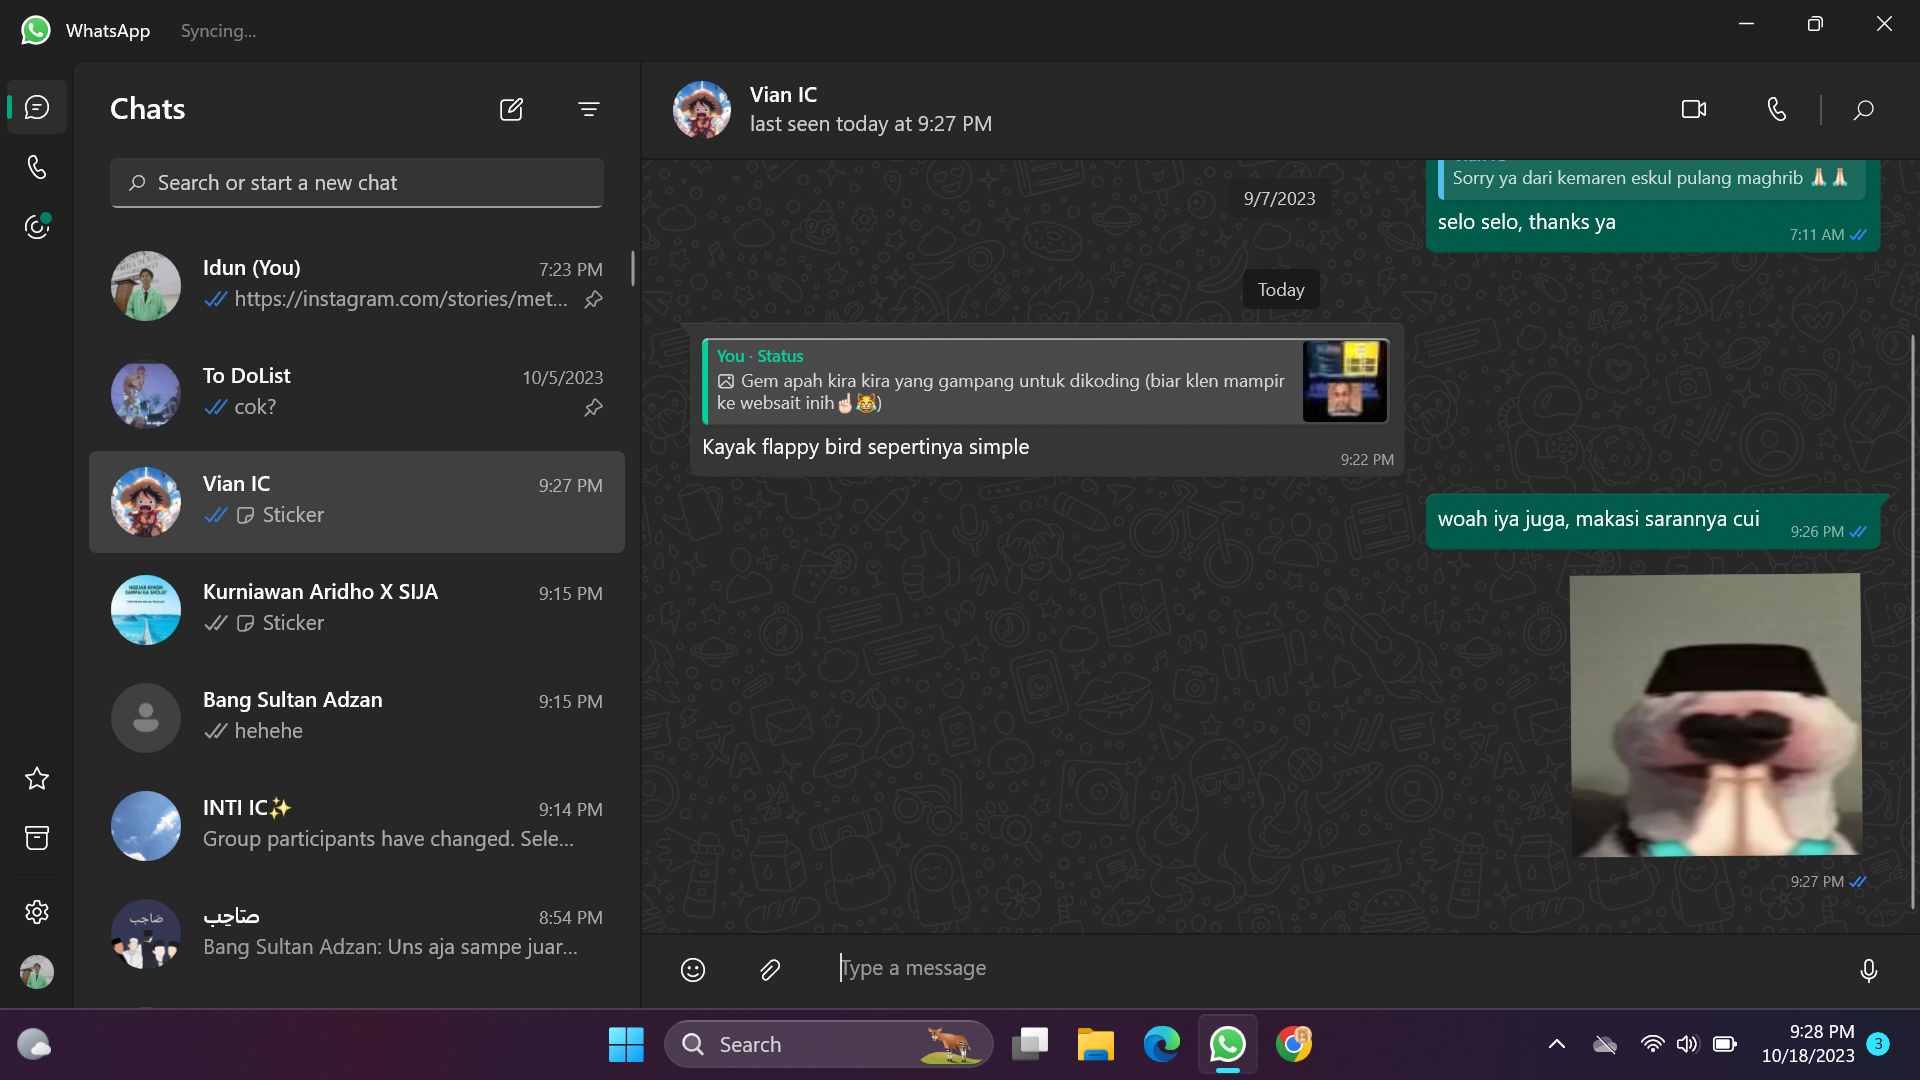 WhatsApp Syncing...
Chats
Search or start a new chat
Idun (You) 7:23 PM
https://instagram.com/stories/met...
To DoList 10/5/2023
cok?
Vian IC 9:27 PM
Sticker
Kurniawan Aridho X SIJA 9:15 PM
Sticker
Bang Sultan Adzan 9:15 PM
hehehe
INTI IC✨ 9:14 PM
Group participants have changed. Sele...
صَاحِب 8:54 PM
Bang Sultan Adzan: Uns aja sampe juar...
Vian IC
last seen today at 9:27 PM
Sorry ya dari kemaren eskul pulang maghrib 🙏🏻🙏🏻
selo selo, thanks ya
7:11 AM
9/7/2023
Today
You · Status
Gem apah kira kira yang gampang untuk dikoding (biar klen mampir
ke websait inih☝🏻😹)
Kayak flappy bird sepertinya simple
9:22 PM
woah iya juga, makasi sarannya cui
9:26 PM
9:27 PM
Type a message
Search
9:28 PM
10/18/2023
3